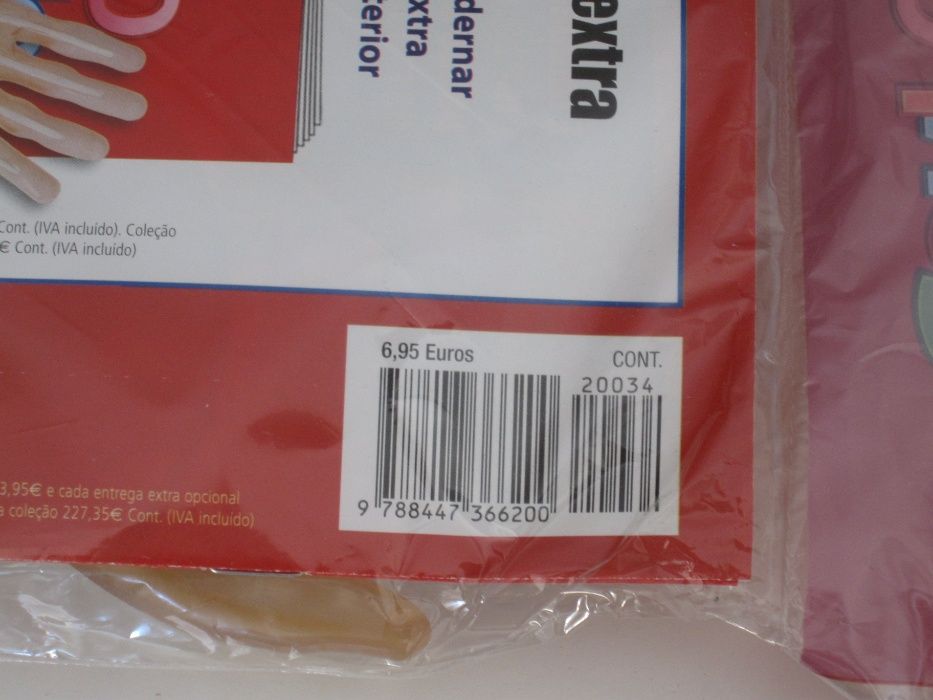 extra
dernar
extra
terior
Cont. (IVA incluído). Coleção
€ Cont. (IVA incluído)
6,95 Euros
CONT.
20034
9 788447 366200
3,95€ e cada entrega extra opcional
a coleção 227,35€ Cont. (IVA incluído)